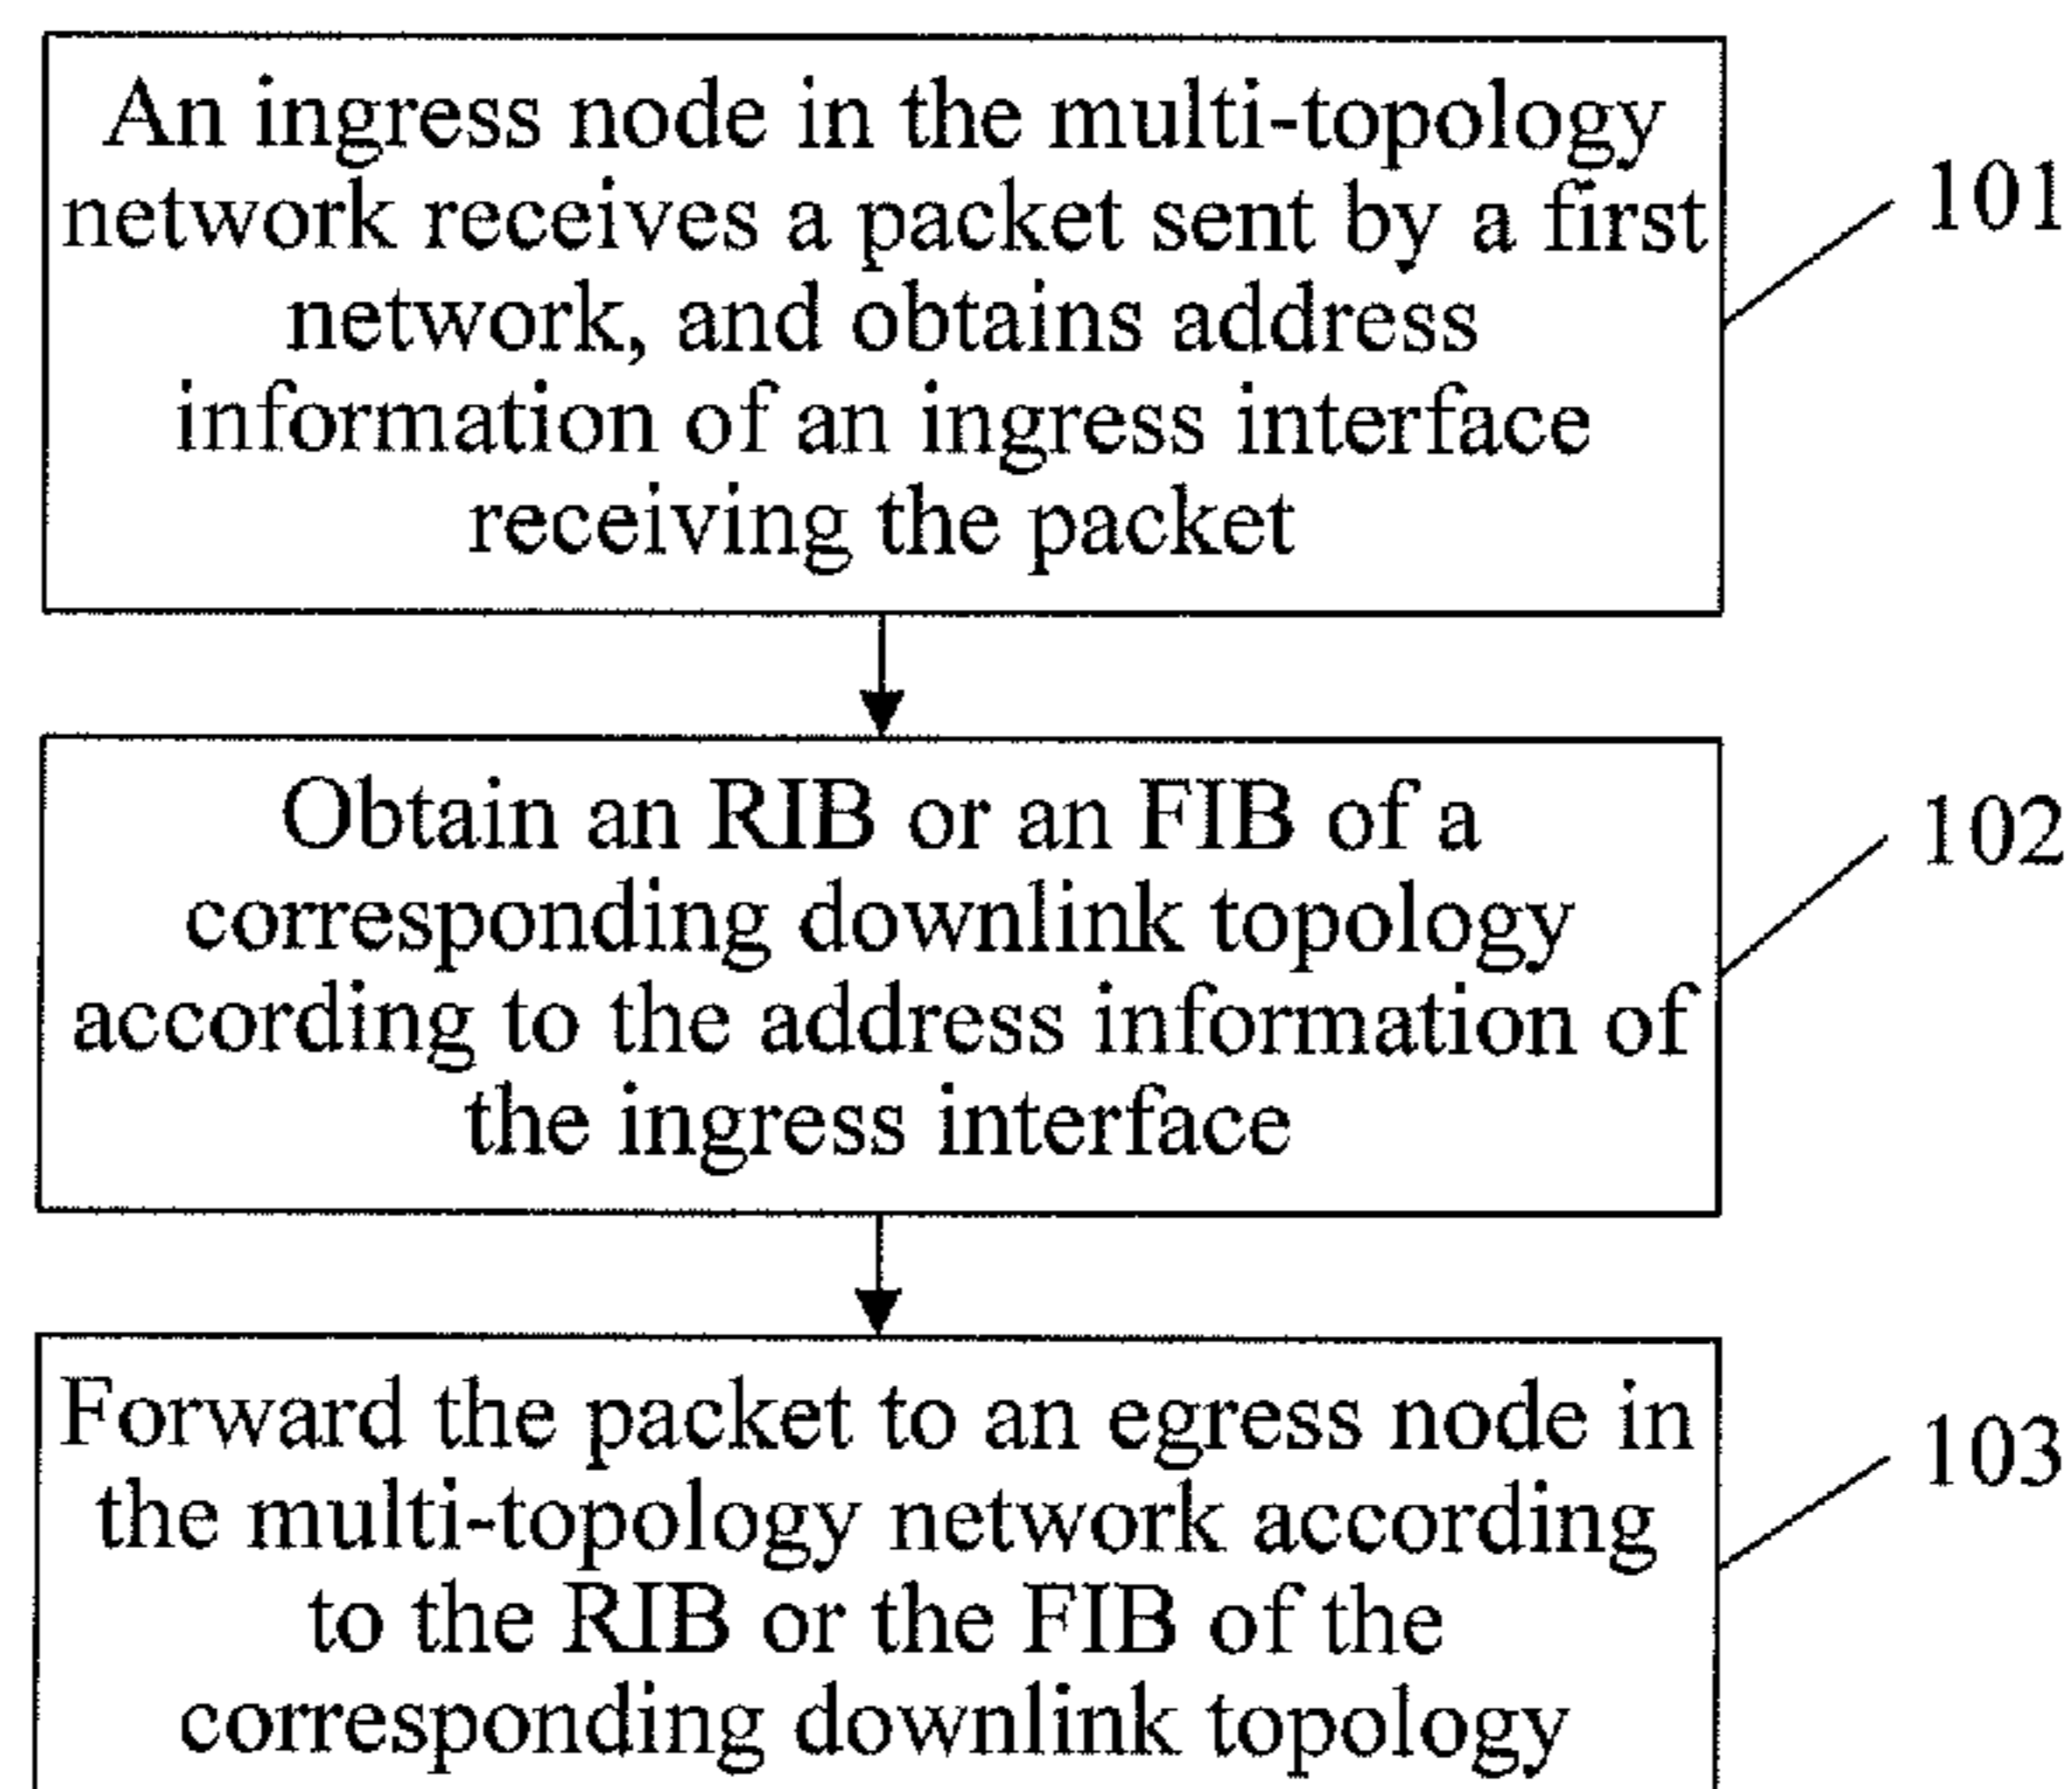 An ingress node in the multi-topology
network receives a packet sent by a first
network, and obtains address
information of an ingress interface
receiving the packet
101
Obtain an RIB or an FIB of a
corresponding downlink topology
according to the address information of
the ingress interface
102
Forward the packet to an egress node in
the multi-topology network according
to the RIB or the FIB of the
corresponding downlink topology
103